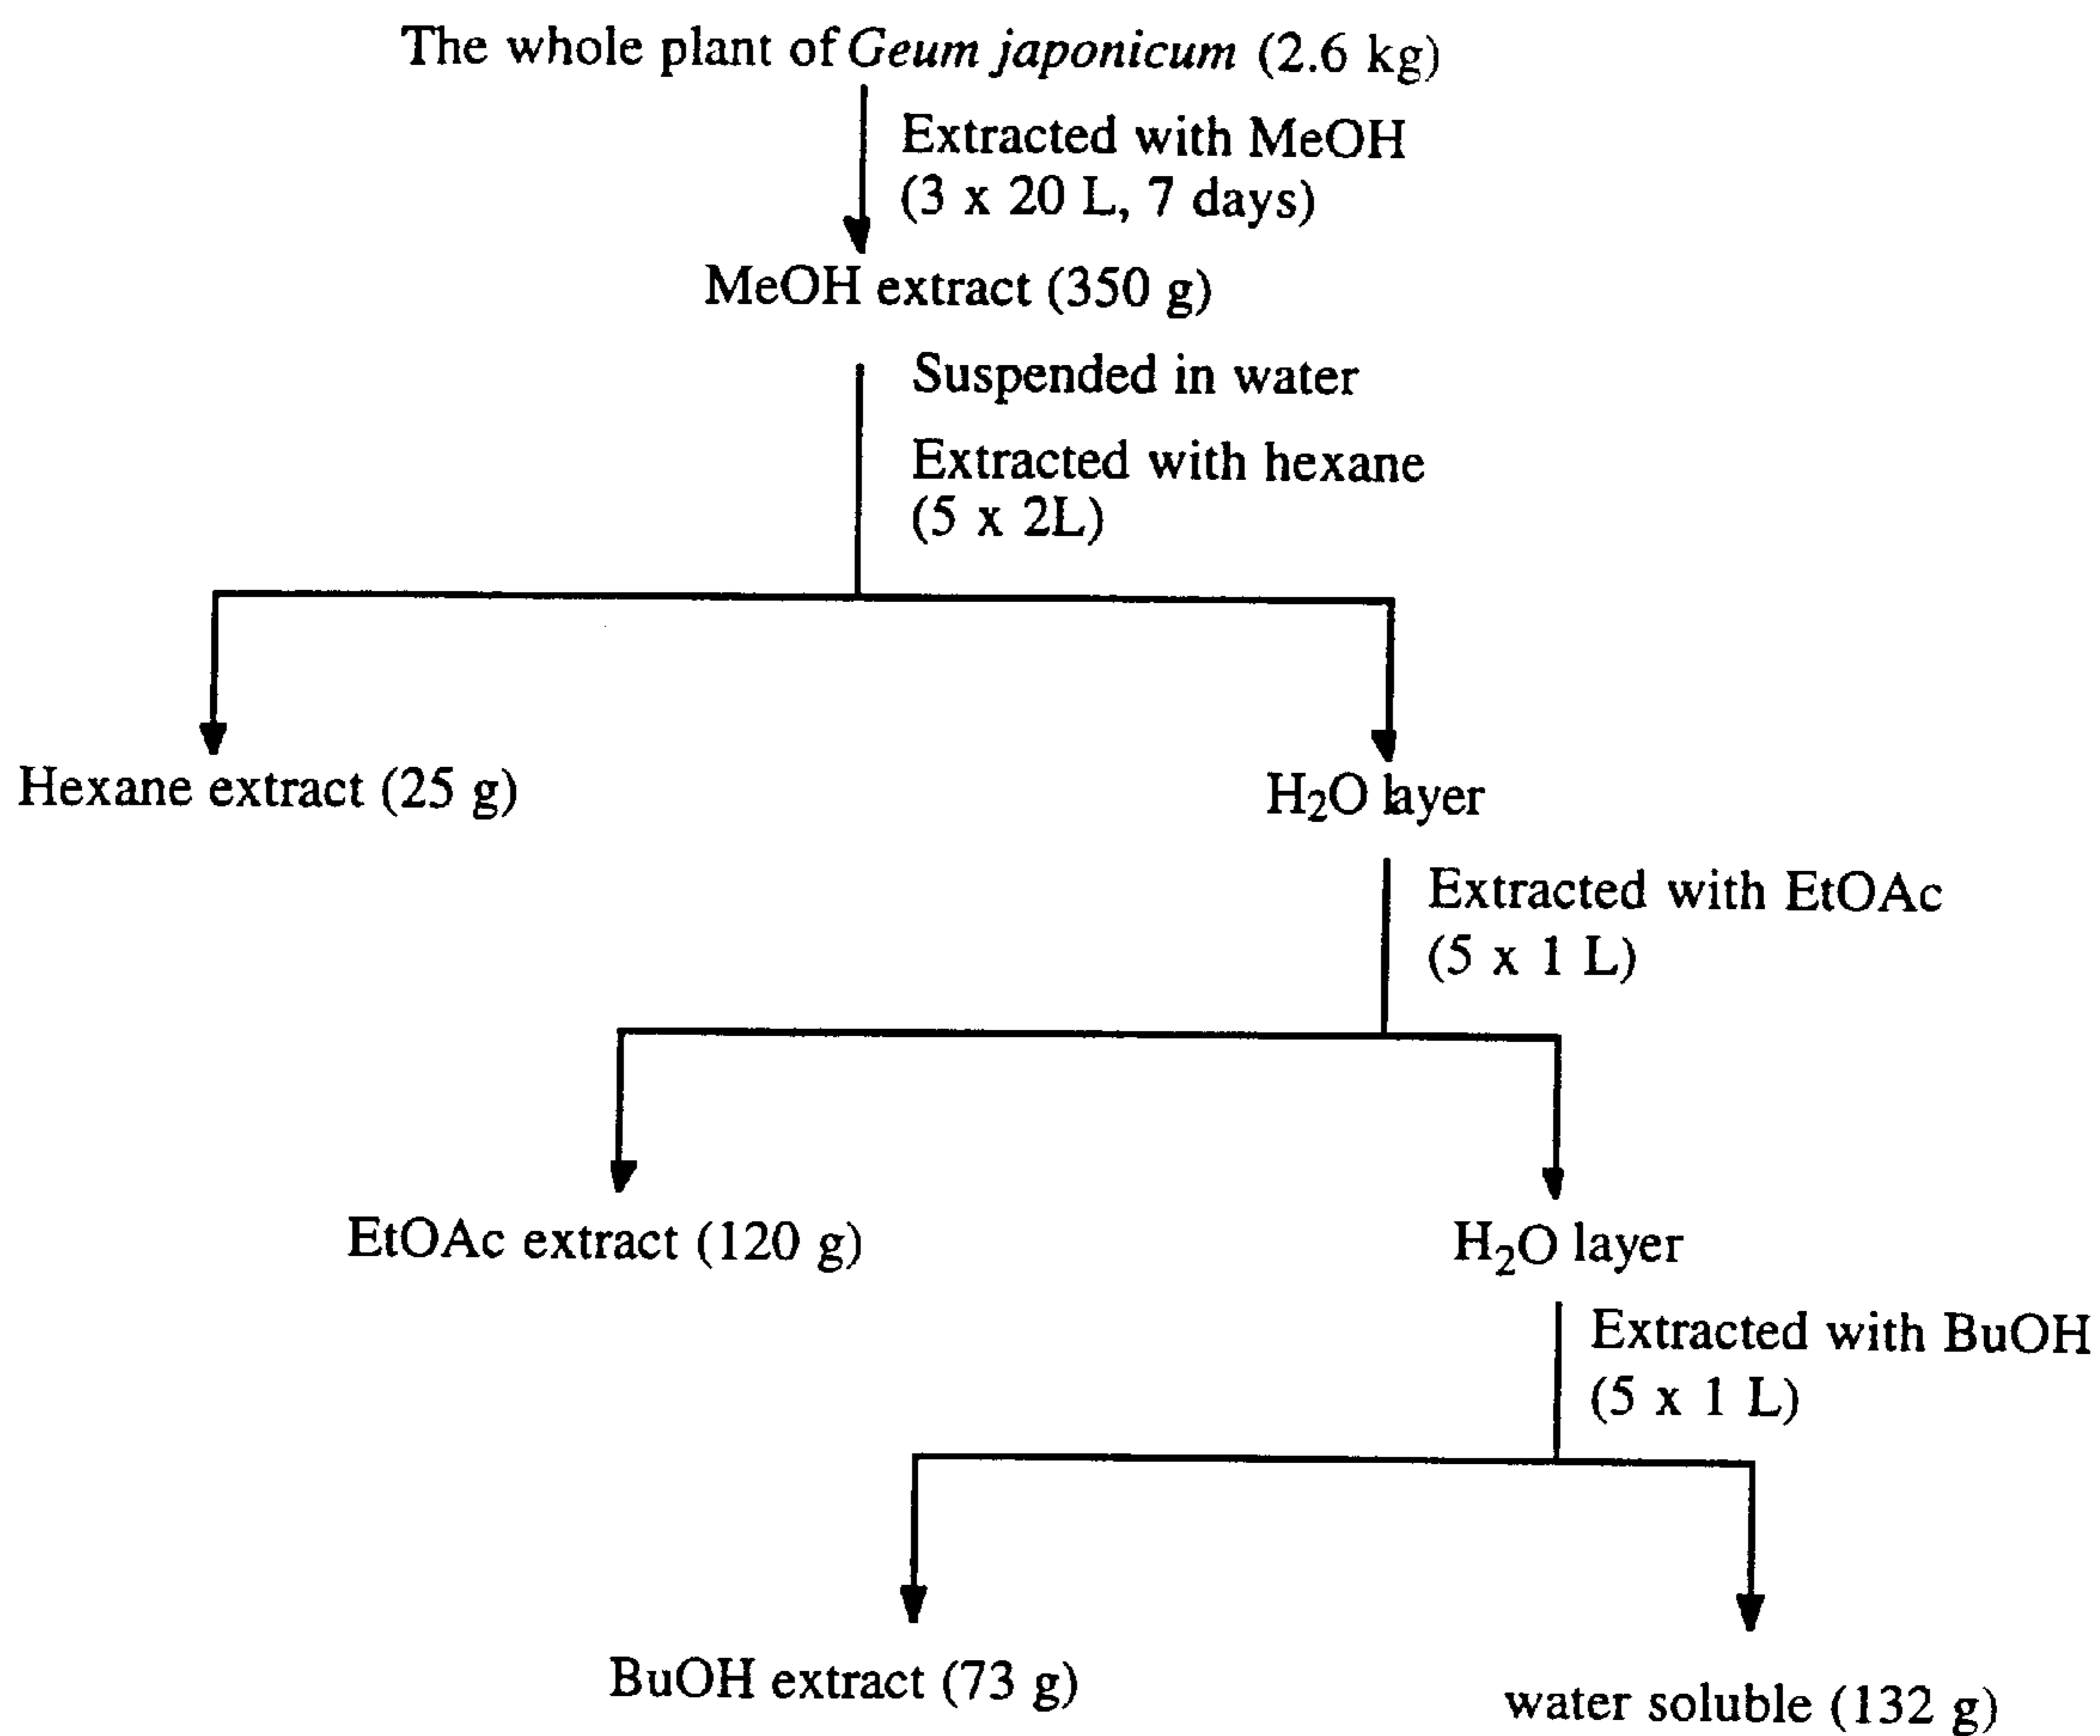 The whole plant of Geum japonicum (2.6 kg)
Extracted with MeOH
(3 x 20 L, 7 days)
MeOH extract (350 g)
Suspended in water
Extracted with hexane
(5 x 2L)
Hexane extract (25 g)
H₂O layer
Extracted with EtOAc
(5 x 1 L)
EtOAc extract (120 g)
H₂O layer
Extracted with BuOH
(5 x 1 L)
BuOH extract (73 g)
water soluble (132 g)